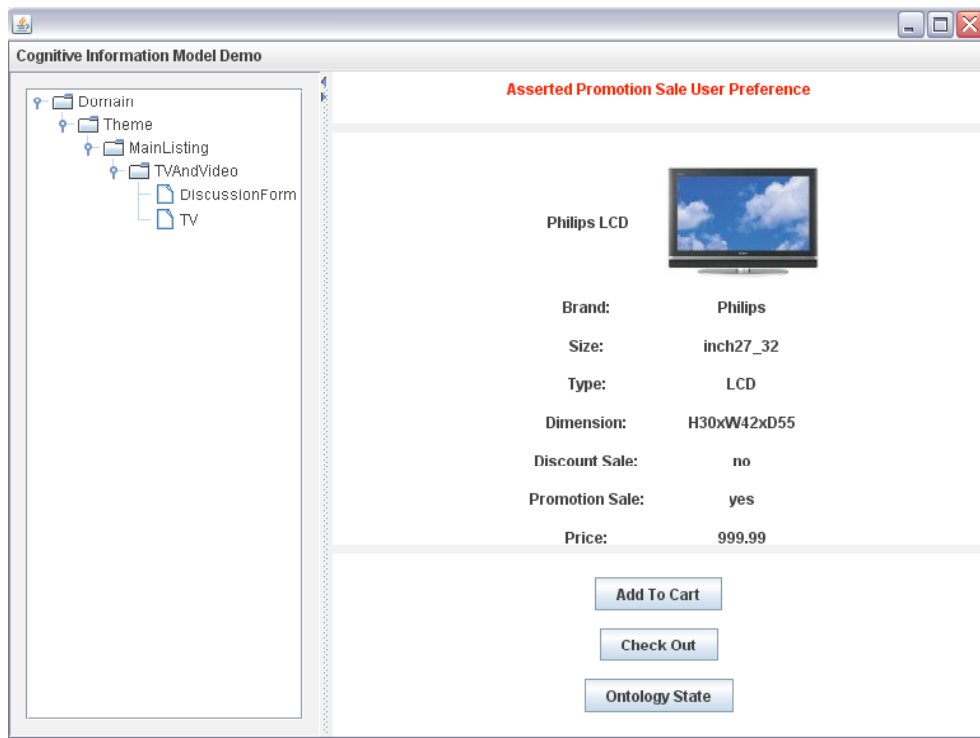 Cognitive Information Model Demo
Domain
Theme
MainListing
TVAndVideo
DiscussionForm
TV
Asserted Promotion Sale User Preference
Philips LCD
Brand: Philips
Size: inch27_32
Type: LCD
Dimension: H30xW42xD55
Discount Sale: no
Promotion Sale: yes
Price: 999.99
Add To Cart
Check Out
Ontology State